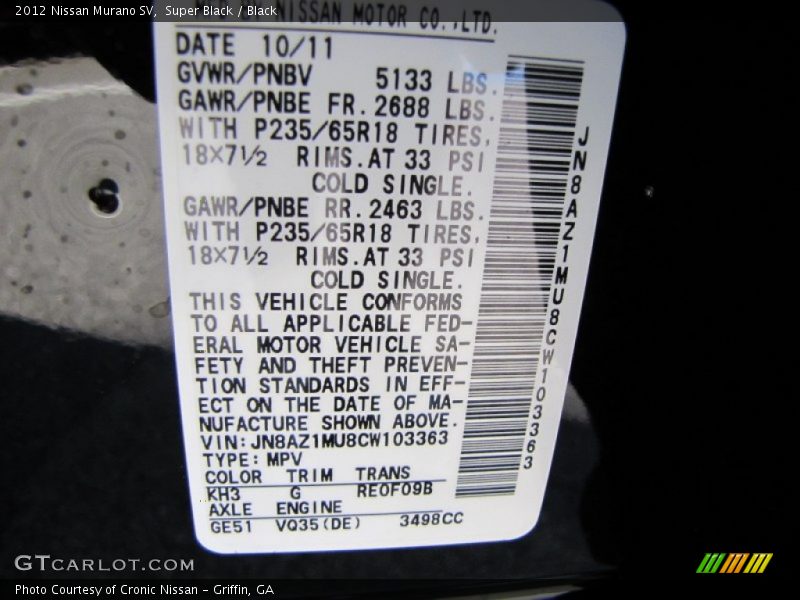 2012 Nissan Murano SV, Super Black / Black
NISSAN MOTOR CO.,LTD.
DATE 10/11
GVWR/PNBV 5133 LBS.
GAWR/PNBE FR. 2688 LBS.
WITH P235/65R18 TIRES,
18×7½ RIMS. AT 33 PSI
COLD SINGLE.
GAWR/PNBE RR. 2463 LBS.
WITH P235/65R18 TIRES,
18×7½ RIMS. AT 33 PSI
COLD SINGLE.
THIS VEHICLE CONFORMS
TO ALL APPLICABLE FED-
ERAL MOTOR VEHICLE SA-
FETY AND THEFT PREVEN-
TION STANDARDS IN EFF-
ECT ON THE DATE OF MA-
NUFACTURE SHOWN ABOVE.
VIN:JN8AZ1MU8CW103363
TYPE:MPV
COLOR TRIM TRANS
KH3 G RE0F09B
AXLE ENGINE
GE51 VQ35(DE) 3498CC
JN8AZ1MU8CW103363
GTCARLOT.COM
Photo Courtesy of Cronic Nissan - Griffin, GA